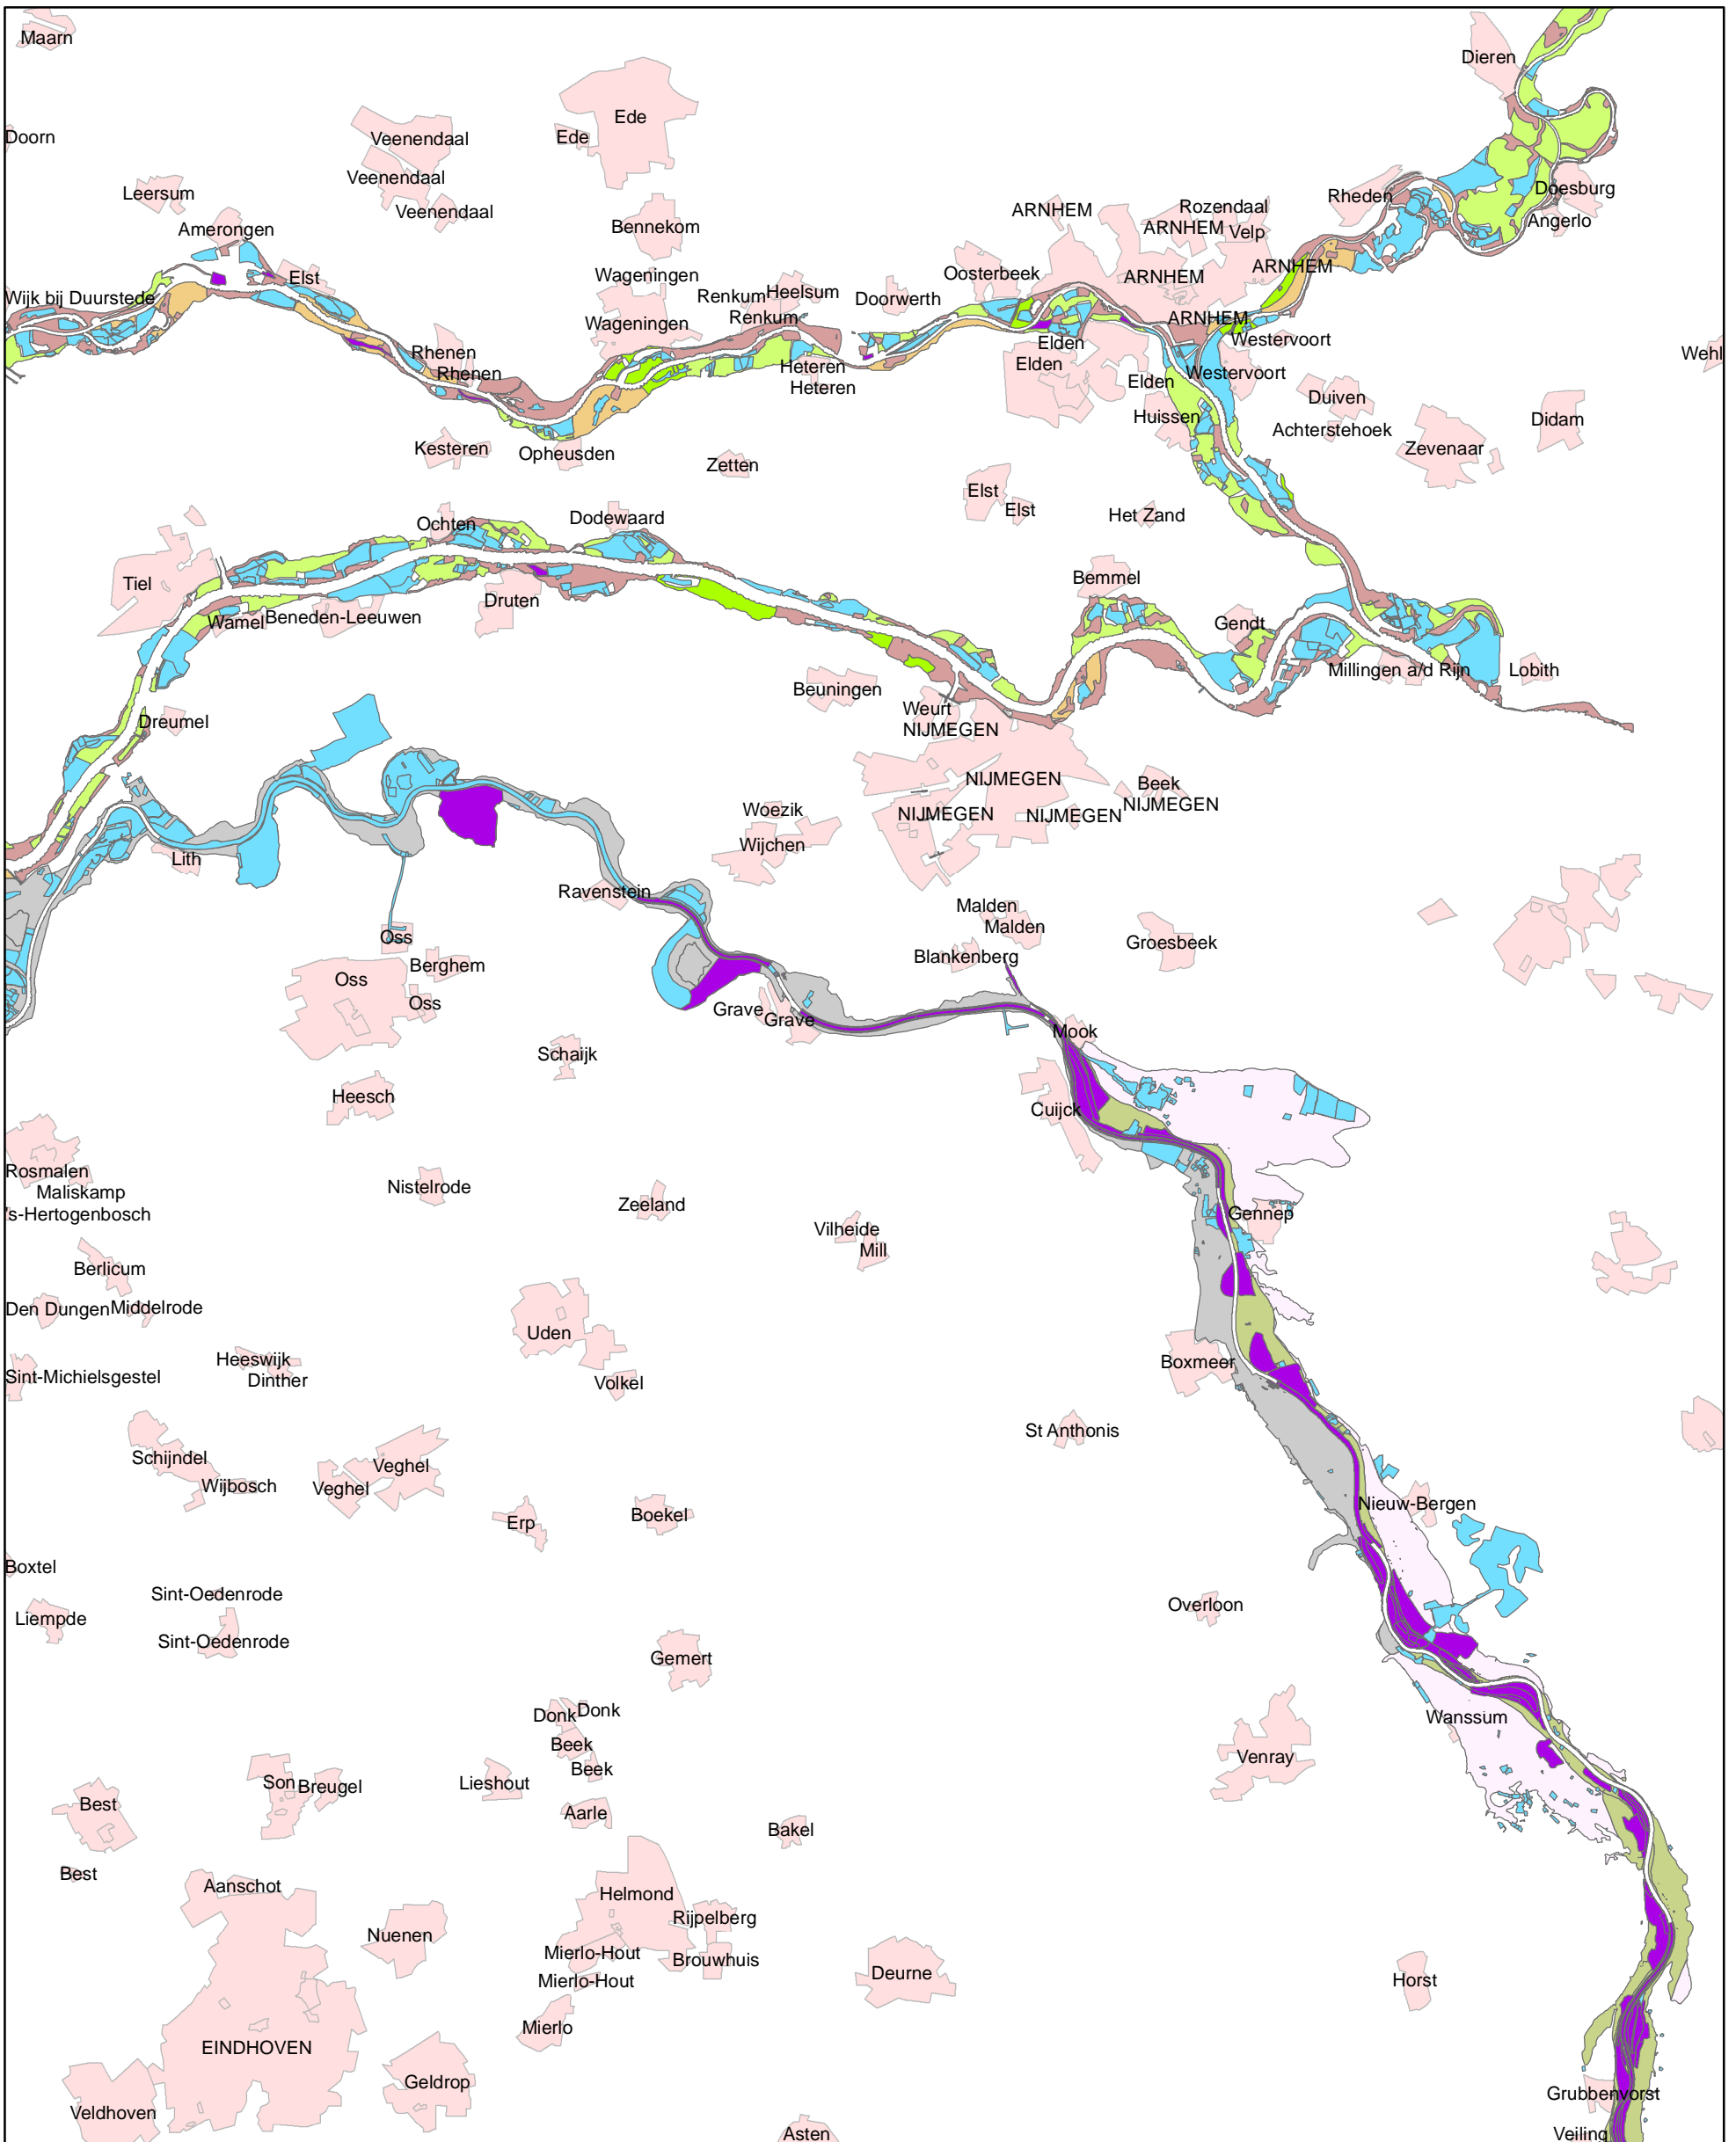 Maarn
Dieren
Ede
Doorn
Veenendaal
Ede
Veenendaal
Leersum
Doesburg
Rheden
Veenendaal
ARNHEM
Rozendaal
Angerlo
Amerongen
Bennekom
ARNHEM Velp
ARNHEM
Oosterbeek
Wageningen
ARNHEM
Elst
Wijk bij Duurstede
Renkum
Heelsum
Doorwerth
Renkum
ARNHEM
Wageningen
Westervoort
Elden
Rhenen
Wehl
Elden
Heteren
Rhenen
Westervoort
Elden
Heteren
Duiven
Huissen
Didam
Achterstehoek
Kesteren
Zevenaar
Opheusden
Zetten
Elst
Elst
Het Zand
Dodewaard
Ochten
Bemmel
Tiel
Druten
Beneden-Leeuwen
Wamel
Gendt
Millingen a/d Rijn
Lobith
Beuningen
Weurt
Dreumel
NIJMEGEN
NIJMEGEN
Beek
NIJMEGEN
Woezik
NIJMEGEN
NIJMEGEN
Wijchen
Lith
Ravenstein
Malden
Malden
Oss
Groesbeek
Blankenberg
Berghem
Oss
Oss
Grave
Grave
Mook
Schaijk
Heesch
Cuijck
Rosmalen
Nistelrode
Maliskamp
Zeeland
's-Hertogenbosch
Gennep
Vilheide
Mill
Berlicum
Den Dungen
Middelrode
Uden
Heeswijk
Boxmeer
Sint-Michielsgestel
Dinther
Volkel
St Anthonis
Schijndel
Veghel
Wijbosch
Veghel
Nieuw-Bergen
Boekel
Erp
Boxtel
Sint-Oedenrode
Overloon
Liempde
Sint-Oedenrode
Gemert
Donk
Donk
Wanssum
Beek
Venray
Beek
Son
Breugel
Lieshout
Best
Aarle
Bakel
Best
Aanschot
Helmond
Rijpelberg
Nuenen
Mierlo-Hout
Brouwhuis
Deurne
Mierlo-Hout
Horst
Mierlo
EINDHOVEN
Geldrop
Grubbenvorst
Veldhoven
Asten
Veiling